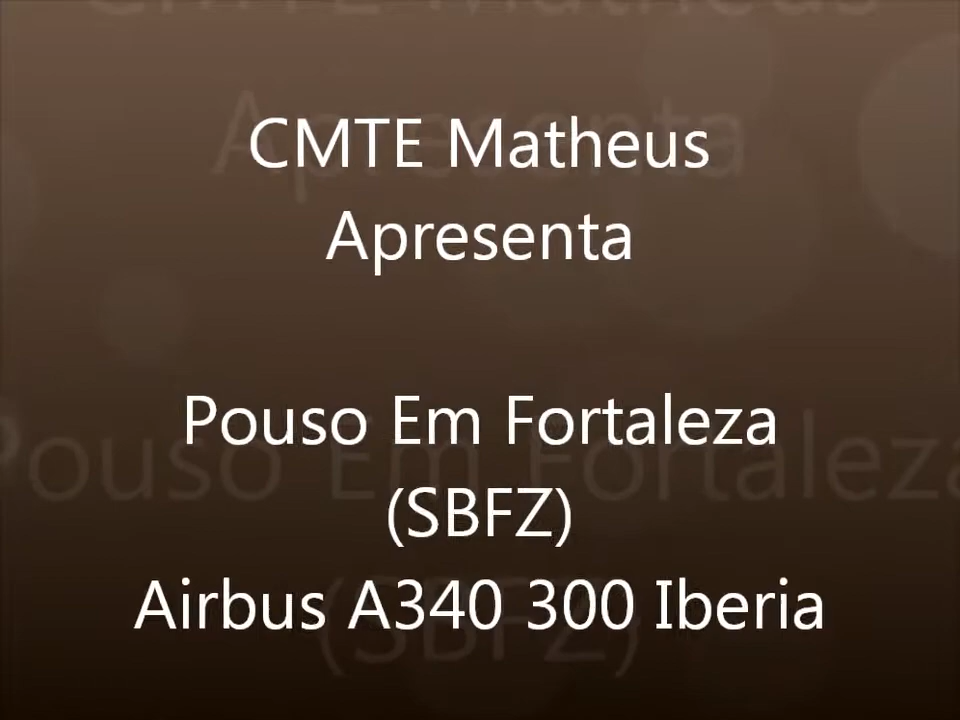 CMTE Matheus
Apresenta
Pouso Em Fortaleza
(SBFZ)
Airbus A340 300 Iberia